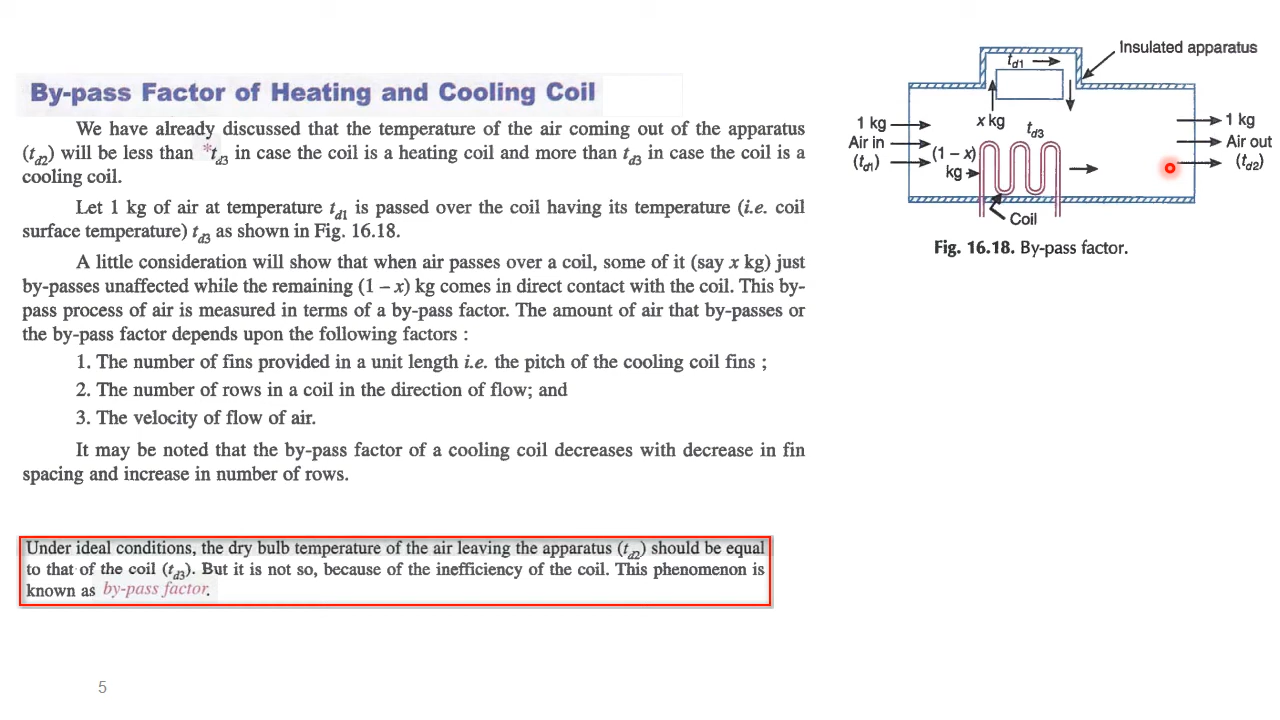 By-pass Factor of Heating and Cooling Coil
We have already discussed that the temperature of the air coming out of the apparatus
(td2) will be less than *td3 in case the coil is a heating coil and more than td3 in case the coil is a
cooling coil.
Let 1 kg of air at temperature td1 is passed over the coil having its temperature (i.e. coil
surface temperature) td3 as shown in Fig. 16.18.
A little consideration will show that when air passes over a coil, some of it (say x kg) just
by-passes unaffected while the remaining (1 – x) kg comes in direct contact with the coil. This by-
pass process of air is measured in terms of a by-pass factor. The amount of air that by-passes or
the by-pass factor depends upon the following factors :
1. The number of fins provided in a unit length i.e. the pitch of the cooling coil fins ;
2. The number of rows in a coil in the direction of flow; and
3. The velocity of flow of air.
It may be noted that the by-pass factor of a cooling coil decreases with decrease in fin
spacing and increase in number of rows.
Under ideal conditions, the dry bulb temperature of the air leaving the apparatus (td2) should be equal
to that of the coil (td3). But it is not so, because of the inefficiency of the coil. This phenomenon is
known as by-pass factor.
5
Insulated apparatus
td1
1 kg
Air in
(td1)
x kg
td3
(1 – x)
kg
Coil
1 kg
Air out
(td2)
Fig. 16.18. By-pass factor.